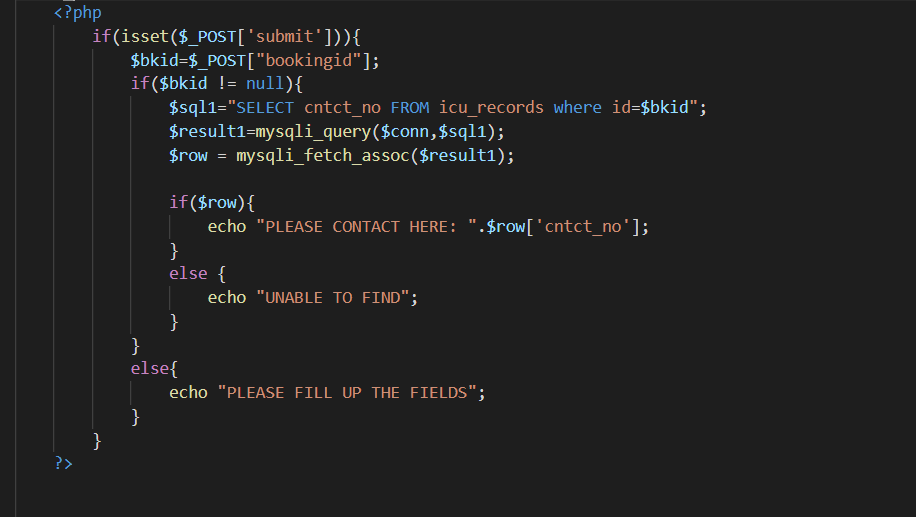 <?php
if(isset($_POST['submit'])){
$bkid=$_POST["bookingid"];
if($bkid != null){
$sql1="SELECT cntct_no FROM icu_records where id=$bkid";
$result1=mysqli_query($conn,$sql1);
$row = mysqli_fetch_assoc($result1);
if($row){
echo "PLEASE CONTACT HERE: ".$row['cntct_no'];
}
else {
echo "UNABLE TO FIND";
}
}
else{
echo "PLEASE FILL UP THE FIELDS";
}
}
?>